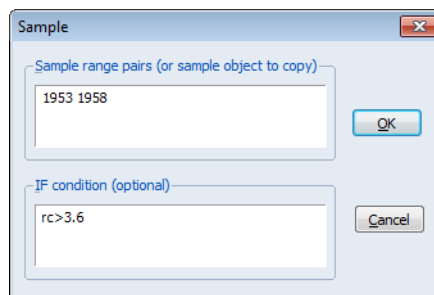 Sample
Sample range pairs (or sample object to copy)
1953 1958
OK
IF condition (optional)
rc>3.6
Cancel